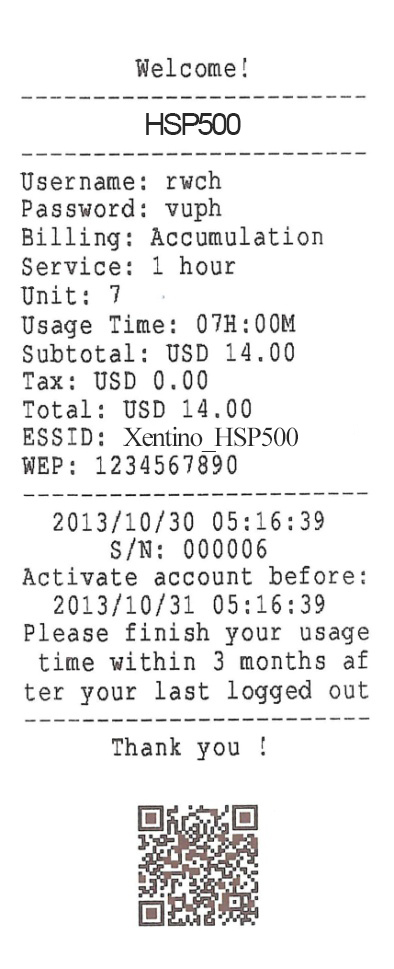 Welcome!
------------------------
HSP500
------------------------
Username: rwch
Password: vuph
Billing: Accumulation
Service: 1 hour
Unit: 7
Usage Time: 07H:00M
Subtotal: USD 14.00
Tax: USD 0.00
Total: USD 14.00
ESSID: Xentino_HSP500
WEP: 1234567890
------------------------
2013/10/30 05:16:39
S/N: 000006
Activate account before:
2013/10/31 05:16:39
Please finish your usage
time within 3 months af
ter your last logged out
------------------------
Thank you !